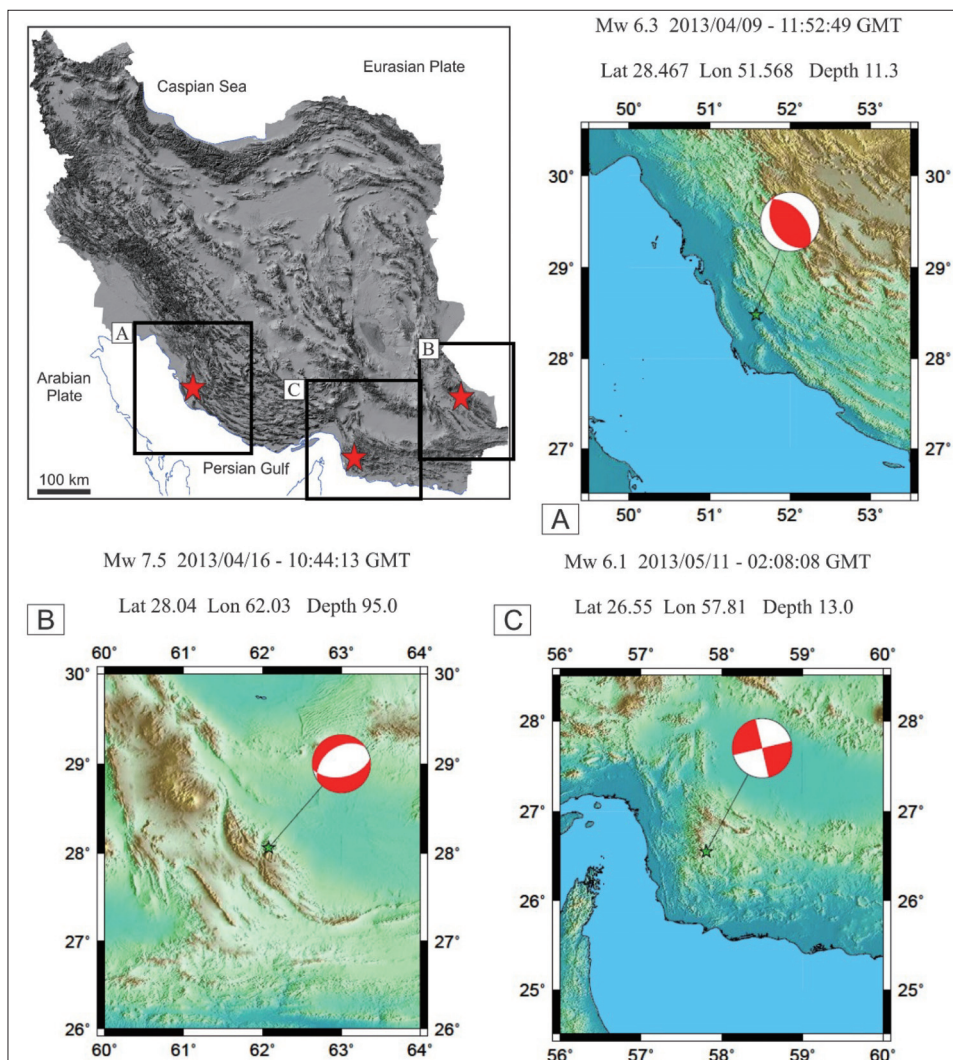 Caspian Sea
Eurasian Plate
A
B
C
Arabian
Plate
Persian Gulf
100 km
Mw 6.3 2013/04/09 - 11:52:49 GMT
Lat 28.467 Lon 51.568 Depth 11.3
50° 51° 52° 53°
30° 30°
29° 29°
28° 28°
27° 27°
50° 51° 52° 53°
A
Mw 7.5 2013/04/16 - 10:44:13 GMT
Lat 28.04 Lon 62.03 Depth 95.0
B
60° 61° 62° 63° 64°
30° 30°
29° 29°
28° 28°
27° 27°
26° 26°
60° 61° 62° 63° 64°
Mw 6.1 2013/05/11 - 02:08:08 GMT
Lat 26.55 Lon 57.81 Depth 13.0
C
56° 57° 58° 59° 60°
28° 28°
27° 27°
26° 26°
25° 25°
56° 57° 58° 59° 60°